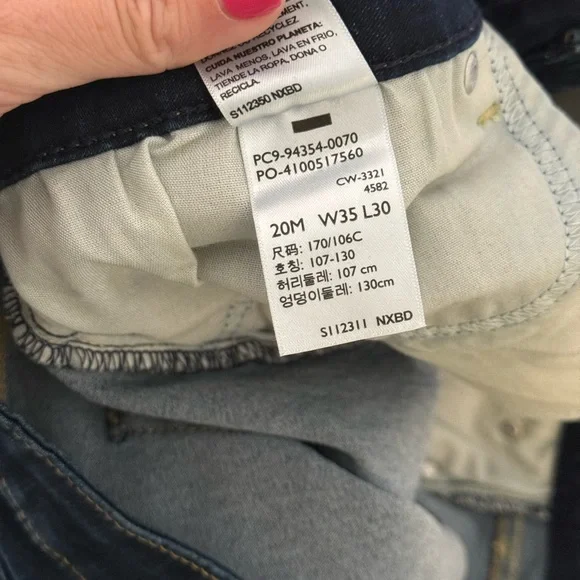 CUIDA NUESTRO PLANETA:
LAVA MENOS, LAVA EN FRIO,
TIENDE LA ROPA, DONA O
RECICLA.
S112350 NXBD
PC9-94354-0070
PO-4100517560
CW-3321
4582
20M W35 L30
尺码: 170/106C
호칭: 107-130
허리둘레: 107 cm
엉덩이둘레: 130cm
S112311 NXBD